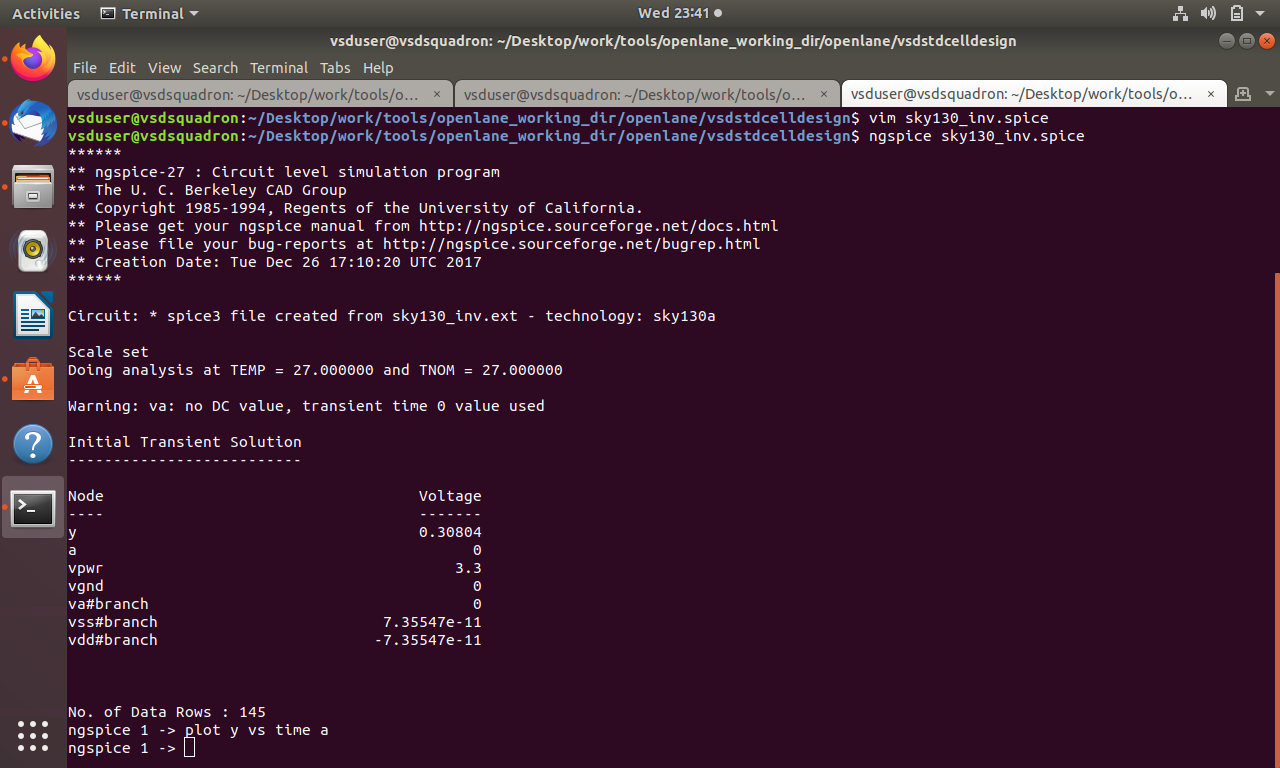 Activities Terminal Wed 23:41
vsduser@vsdsquadron: ~/Desktop/work/tools/openlane_working_dir/openlane/vsdstdcelldesign
File Edit View Search Terminal Tabs Help
vsduser@vsdsquadron: ~/Desktop/work/tools/o... × vsduser@vsdsquadron: ~/Desktop/work/tools/o... × vsduser@vsdsquadron: ~/Desktop/work/tools/o... ×
vsduser@vsdsquadron:~/Desktop/work/tools/openlane_working_dir/openlane/vsdstdcelldesign$ vim sky130_inv.spice
vsduser@vsdsquadron:~/Desktop/work/tools/openlane_working_dir/openlane/vsdstdcelldesign$ ngspice sky130_inv.spice
******
** ngspice-27 : Circuit level simulation program
** The U. C. Berkeley CAD Group
** Copyright 1985-1994, Regents of the University of California.
** Please get your ngspice manual from http://ngspice.sourceforge.net/docs.html
** Please file your bug-reports at http://ngspice.sourceforge.net/bugrep.html
** Creation Date: Tue Dec 26 17:10:20 UTC 2017
******
Circuit: * spice3 file created from sky130_inv.ext - technology: sky130a
Scale set
Doing analysis at TEMP = 27.000000 and TNOM = 27.000000
Warning: va: no DC value, transient time 0 value used
Initial Transient Solution
--------------------------
Node Voltage
---- -------
y 0.30804
a 0
vpwr 3.3
vgnd 0
va#branch 0
vss#branch 7.35547e-11
vdd#branch -7.35547e-11
No. of Data Rows : 145
ngspice 1 -> plot y vs time a
ngspice 1 ->